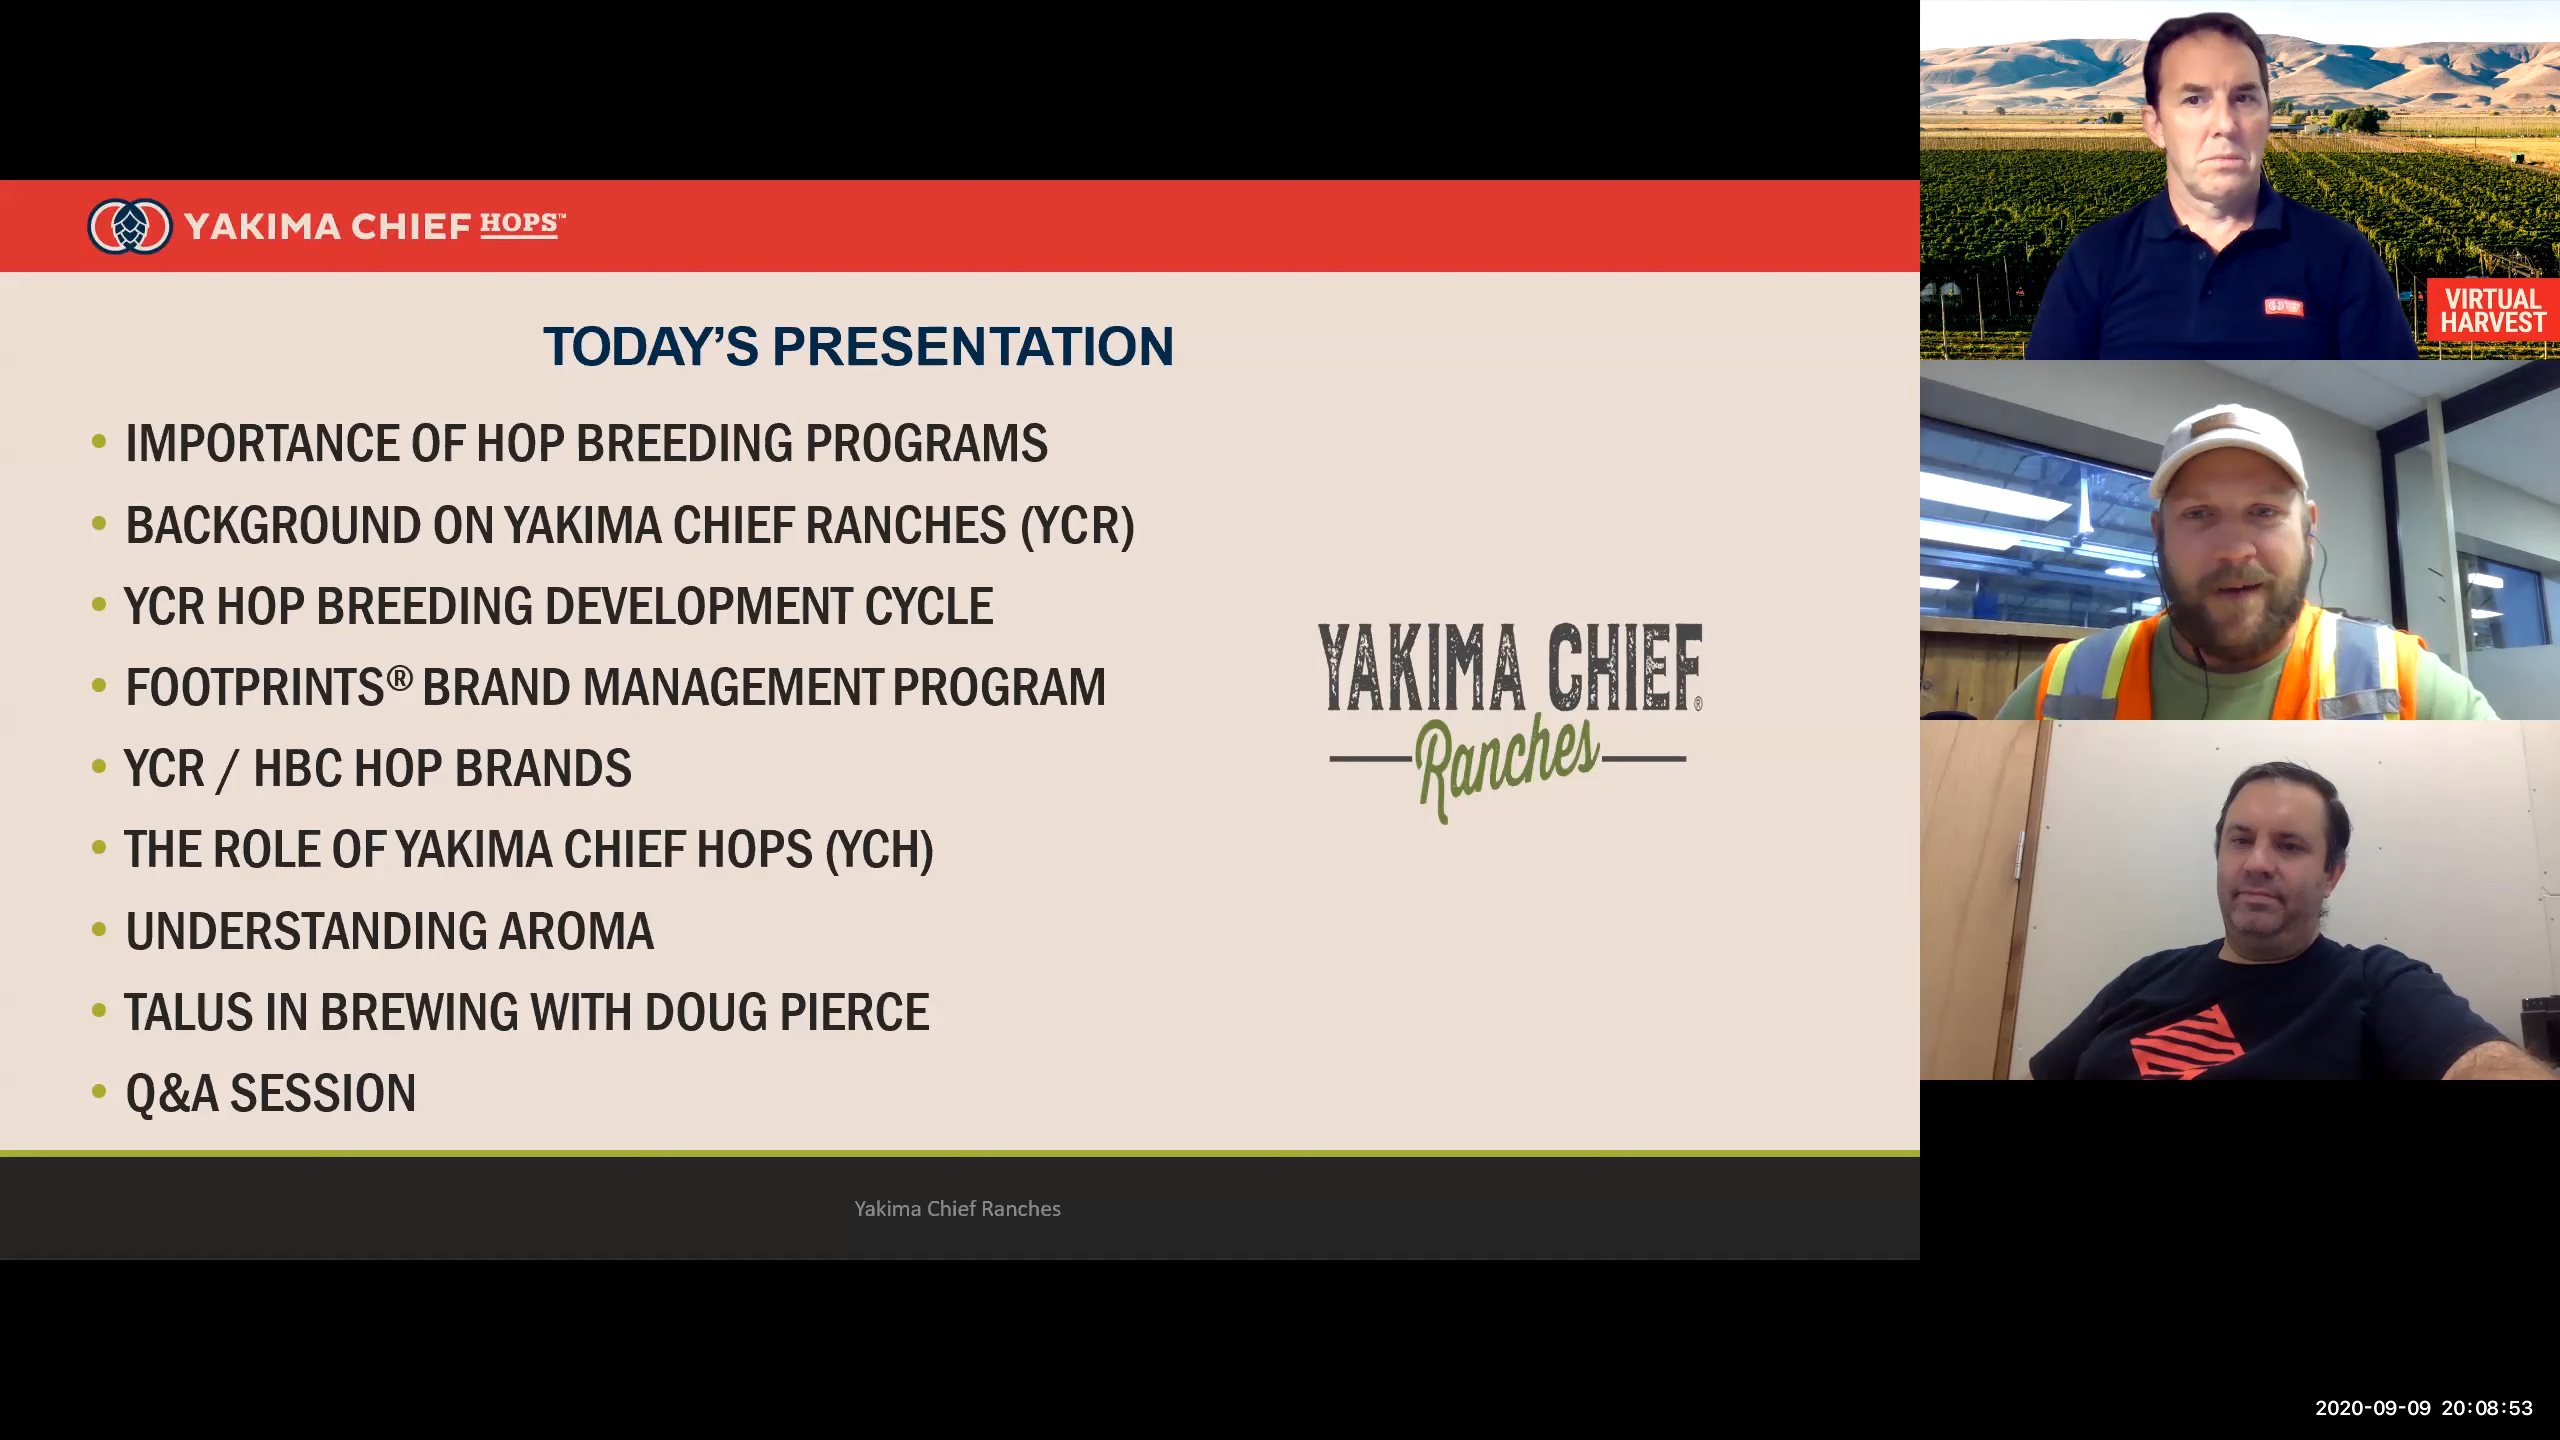 YAKIMA CHIEF HOPS™
TODAY'S PRESENTATION
• IMPORTANCE OF HOP BREEDING PROGRAMS
• BACKGROUND ON YAKIMA CHIEF RANCHES (YCR)
• YCR HOP BREEDING DEVELOPMENT CYCLE
• FOOTPRINTS® BRAND MANAGEMENT PROGRAM
• YCR / HBC HOP BRANDS
• THE ROLE OF YAKIMA CHIEF HOPS (YCH)
• UNDERSTANDING AROMA
• TALUS IN BREWING WITH DOUG PIERCE
• Q&A SESSION
YAKIMA CHIEF®
Ranches
Yakima Chief Ranches
VIRTUAL
HARVEST
2020-09-09 20:08:53